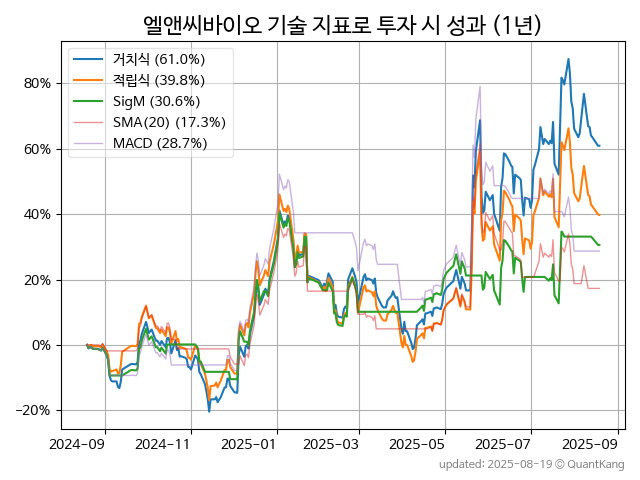 엘앤씨바이오 기술 지표로 투자 시 성과 (1년)
거치식 (61.0%)
적립식 (39.8%)
SigM (30.6%)
SMA(20) (17.3%)
MACD (28.7%)
80%
60%
40%
20%
0%
−20%
2024-09 2024-11 2025-01 2025-03 2025-05 2025-07 2025-09
updated: 2025-08-19 ⓒ QuantKang